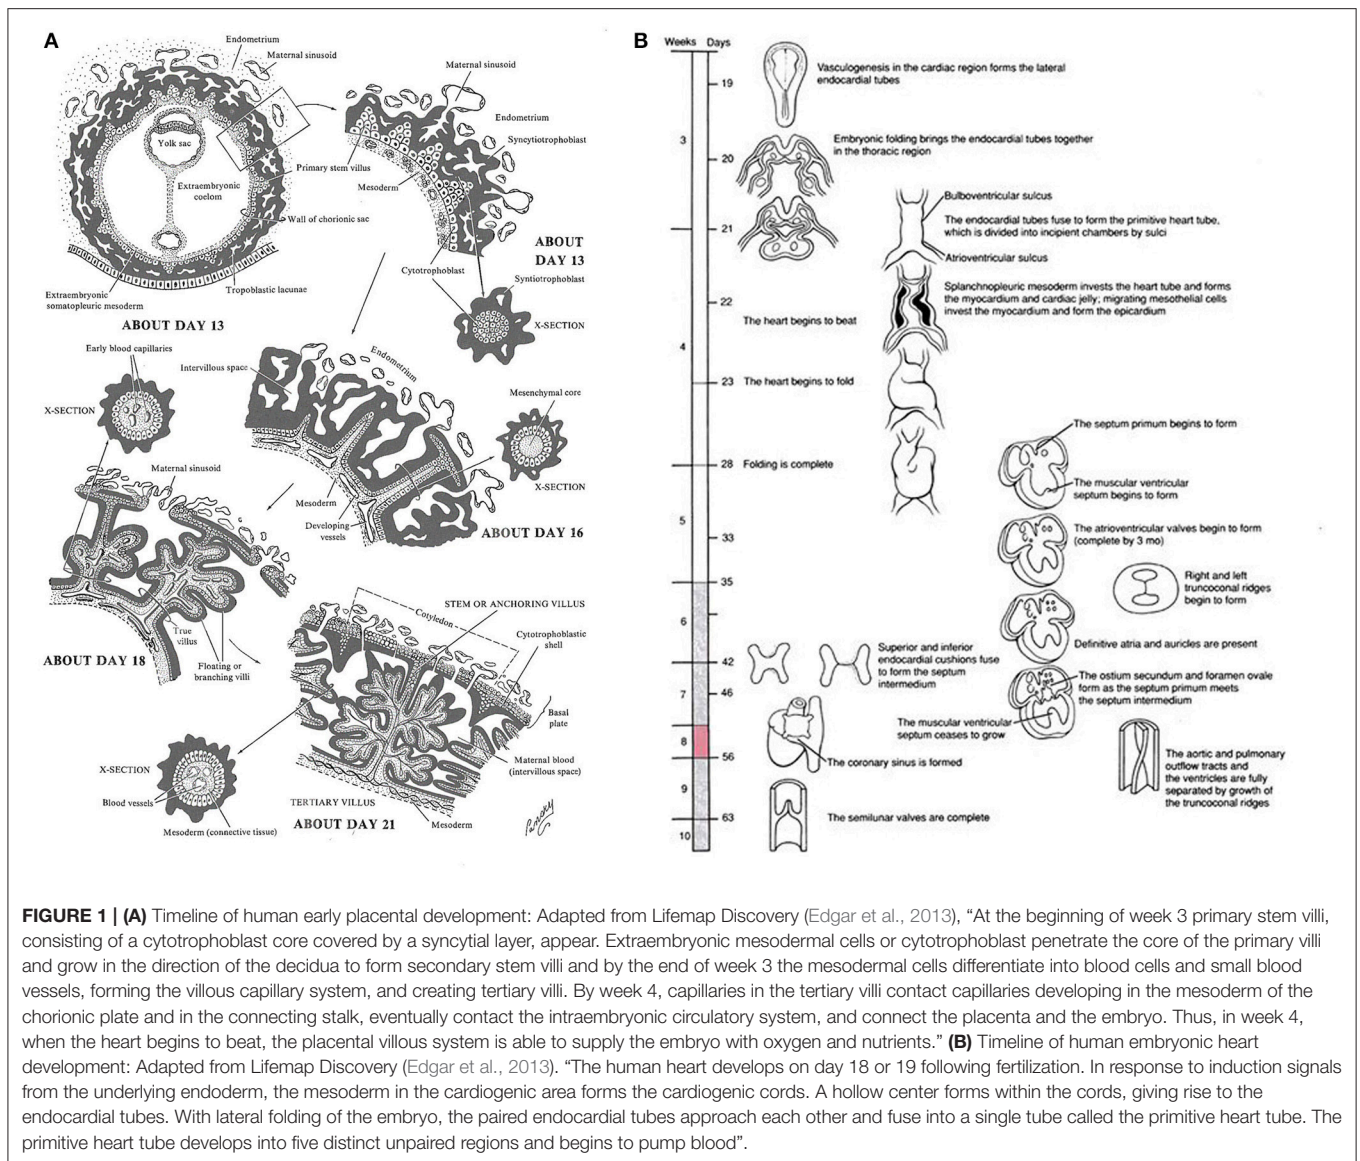 A
Endometrium
Maternal sinusoid
Yolk sac
Extraembryonic
coelom
Primary stem villus
Wall of chorionic sac
Extraembryonic
somatopleuric mesoderm
Tropoblastic lacunae
ABOUT DAY 13
Maternal sinusoid
Endometrium
Syncytiotrophoblast
Mesoderm
Cytotrophoblast
ABOUT
DAY 13
Syntiotrophoblast
X-SECTION
Early blood capillaries
X-SECTION
Intervillous space
Endometrium
Mesenchymal core
X-SECTION
Mesoderm
Developing
vessels
ABOUT DAY 16
Maternal sinusoid
True
villus
Floating or
branching villi
ABOUT DAY 18
STEM OR ANCHORING VILLUS
Cotyledon
Cytotrophoblastic
shell
Basal
plate
Maternal blood
(intervillous space)
X-SECTION
Blood vessels
Mesoderm (connective tissue)
TERTIARY VILLUS
ABOUT DAY 21
Mesoderm
B
Weeks Days
19
3
20
21
22
4
23
28
5
33
35
6
42
7
46
8
56
9
63
10
Vasculogenesis in the cardiac region forms the lateral
endocardial tubes
Embryonic folding brings the endocardial tubes together
in the thoracic region
Bulboventricular sulcus
The endocardial tubes fuse to form the primitive heart tube,
which is divided into incipient chambers by sulci
Atrioventricular sulcus
Splanchnopleuric mesoderm invests the heart tube and forms
the myocardium and cardiac jelly; migrating mesothelial cells
invest the myocardium and form the epicardium
The heart begins to beat
The heart begins to fold
Folding is complete
The septum primum begins to form
The muscular ventricular
septum begins to form
The atrioventricular valves begin to form
(complete by 3 mo)
Right and left
truncoconal ridges
begin to form
Definitive atria and auricles are present
Superior and inferior
endocardial cushions fuse
to form the septum
intermedium
The ostium secundum and foramen ovale
form as the septum primum meets
the septum intermedium
The muscular ventricular
septum ceases to grow
The coronary sinus is formed
The aortic and pulmonary
outflow tracts and
the ventricles are fully
separated by growth of
the truncoconal ridges
The semilunar valves are complete
FIGURE 1 | (A) Timeline of human early placental development: Adapted from Lifemap Discovery (Edgar et al., 2013), “At the beginning of week 3 primary stem villi,
consisting of a cytotrophoblast core covered by a syncytial layer, appear. Extraembryonic mesodermal cells or cytotrophoblast penetrate the core of the primary villi
and grow in the direction of the decidua to form secondary stem villi and by the end of week 3 the mesodermal cells differentiate into blood cells and small blood
vessels, forming the villous capillary system, and creating tertiary villi. By week 4, capillaries in the tertiary villi contact capillaries developing in the mesoderm of the
chorionic plate and in the connecting stalk, eventually contact the intraembryonic circulatory system, and connect the placenta and the embryo. Thus, in week 4,
when the heart begins to beat, the placental villous system is able to supply the embryo with oxygen and nutrients.” (B) Timeline of human embryonic heart
development: Adapted from Lifemap Discovery (Edgar et al., 2013). “The human heart develops on day 18 or 19 following fertilization. In response to induction signals
from the underlying endoderm, the mesoderm in the cardiogenic area forms the cardiogenic cords. A hollow center forms within the cords, giving rise to the
endocardial tubes. With lateral folding of the embryo, the paired endocardial tubes approach each other and fuse into a single tube called the primitive heart tube. The
primitive heart tube develops into five distinct unpaired regions and begins to pump blood”.